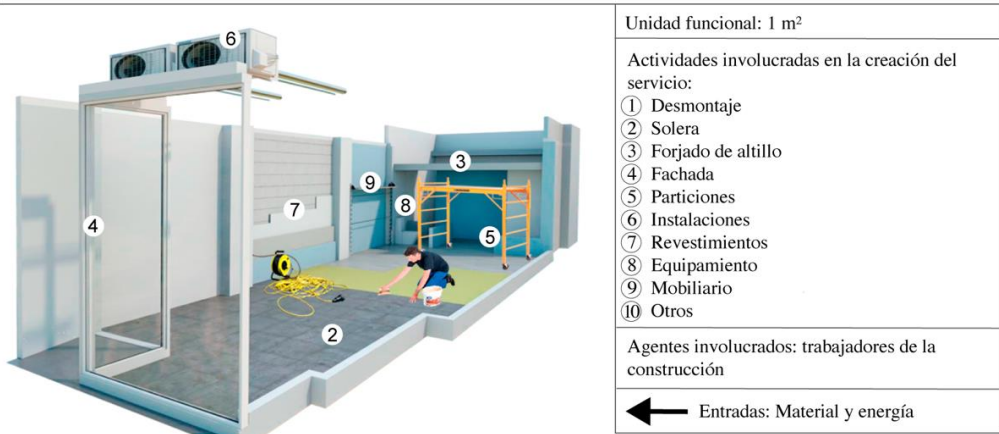 Unidad funcional: 1 m²
Actividades involucradas en la creación del
servicio:
① Desmontaje
② Solera
③ Forjado de altillo
④ Fachada
⑤ Particiones
⑥ Instalaciones
⑦ Revestimientos
⑧ Equipamiento
⑨ Mobiliario
⑩ Otros
Agentes involucrados: trabajadores de la
construcción
Entradas: Material y energía
6
3
9
8
7
4
5
2